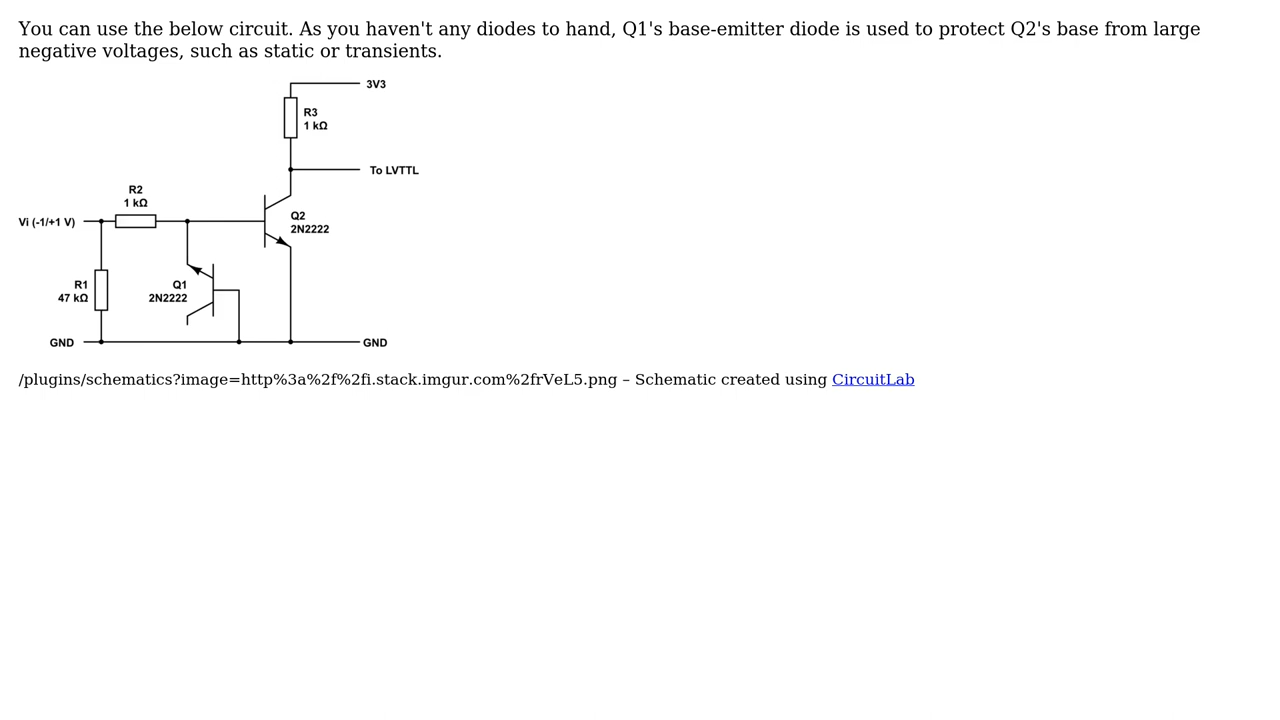 You can use the below circuit. As you haven't any diodes to hand, Q1's base-emitter diode is used to protect Q2's base from large
negative voltages, such as static or transients.
3V3
R3
1 kΩ
To LVTTL
R2
1 kΩ
Vi (-1/+1 V)
Q2
2N2222
R1
47 kΩ
Q1
2N2222
GND
GND
/plugins/schematics?image=http%3a%2f%2fi.stack.imgur.com%2frVeL5.png – Schematic created using CircuitLab